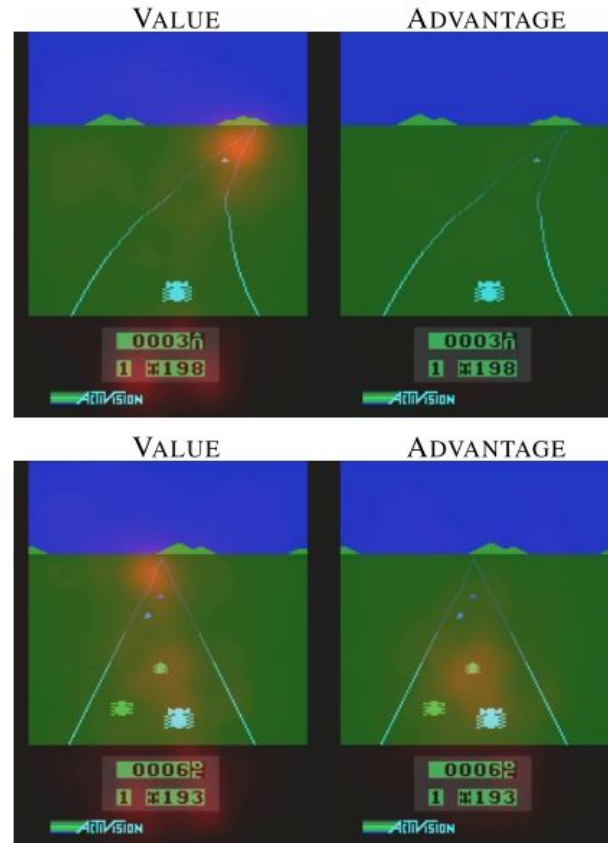 VALUE ADVANTAGE
0003 0003
1 198 1 198
ACTIVISION ACTIVISION
VALUE ADVANTAGE
0006 0006
1 193 1 193
ACTIVISION ACTIVISION